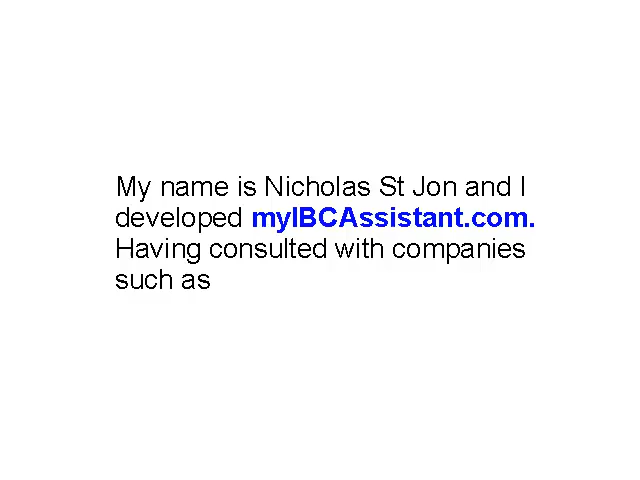 My name is Nicholas St Jon and I
developed myIBCAssistant.com.
Having consulted with companies
such as